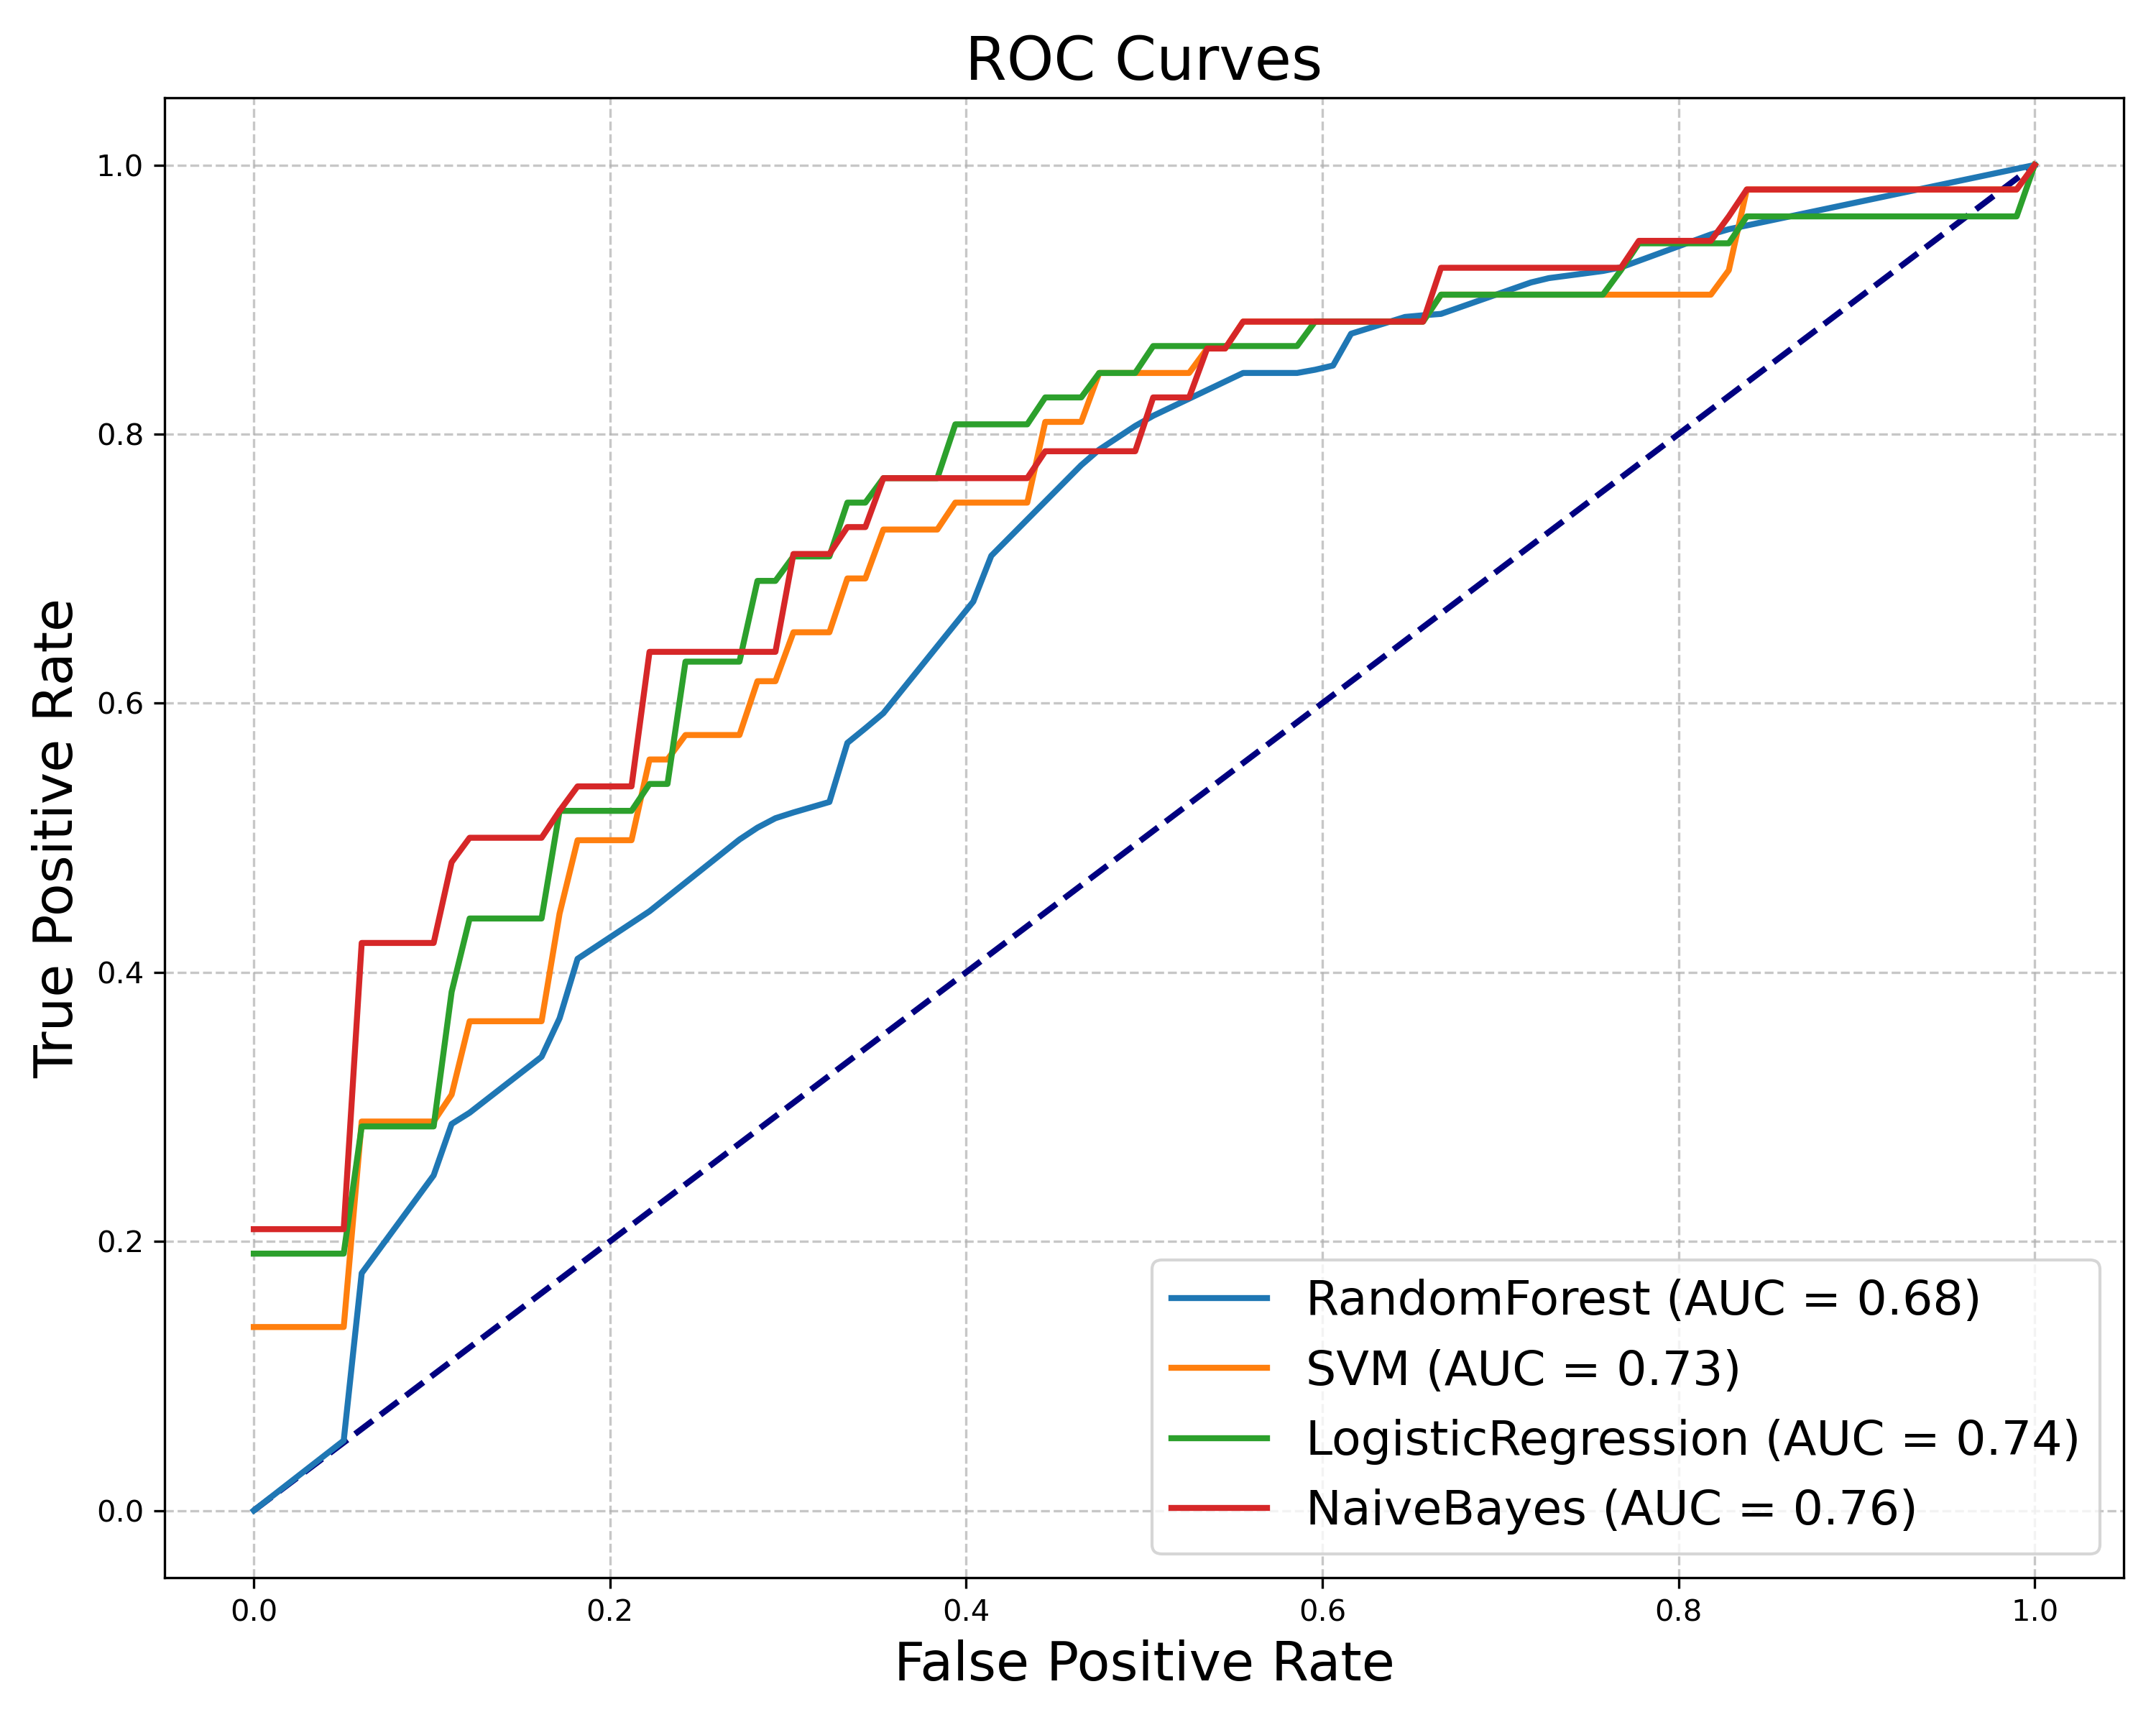 ROC Curves
True Positive Rate
1.0
0.8
0.6
0.4
0.2
0.0
0.0 0.2 0.4 0.6 0.8 1.0
False Positive Rate
RandomForest (AUC = 0.68)
SVM (AUC = 0.73)
LogisticRegression (AUC = 0.74)
NaiveBayes (AUC = 0.76)